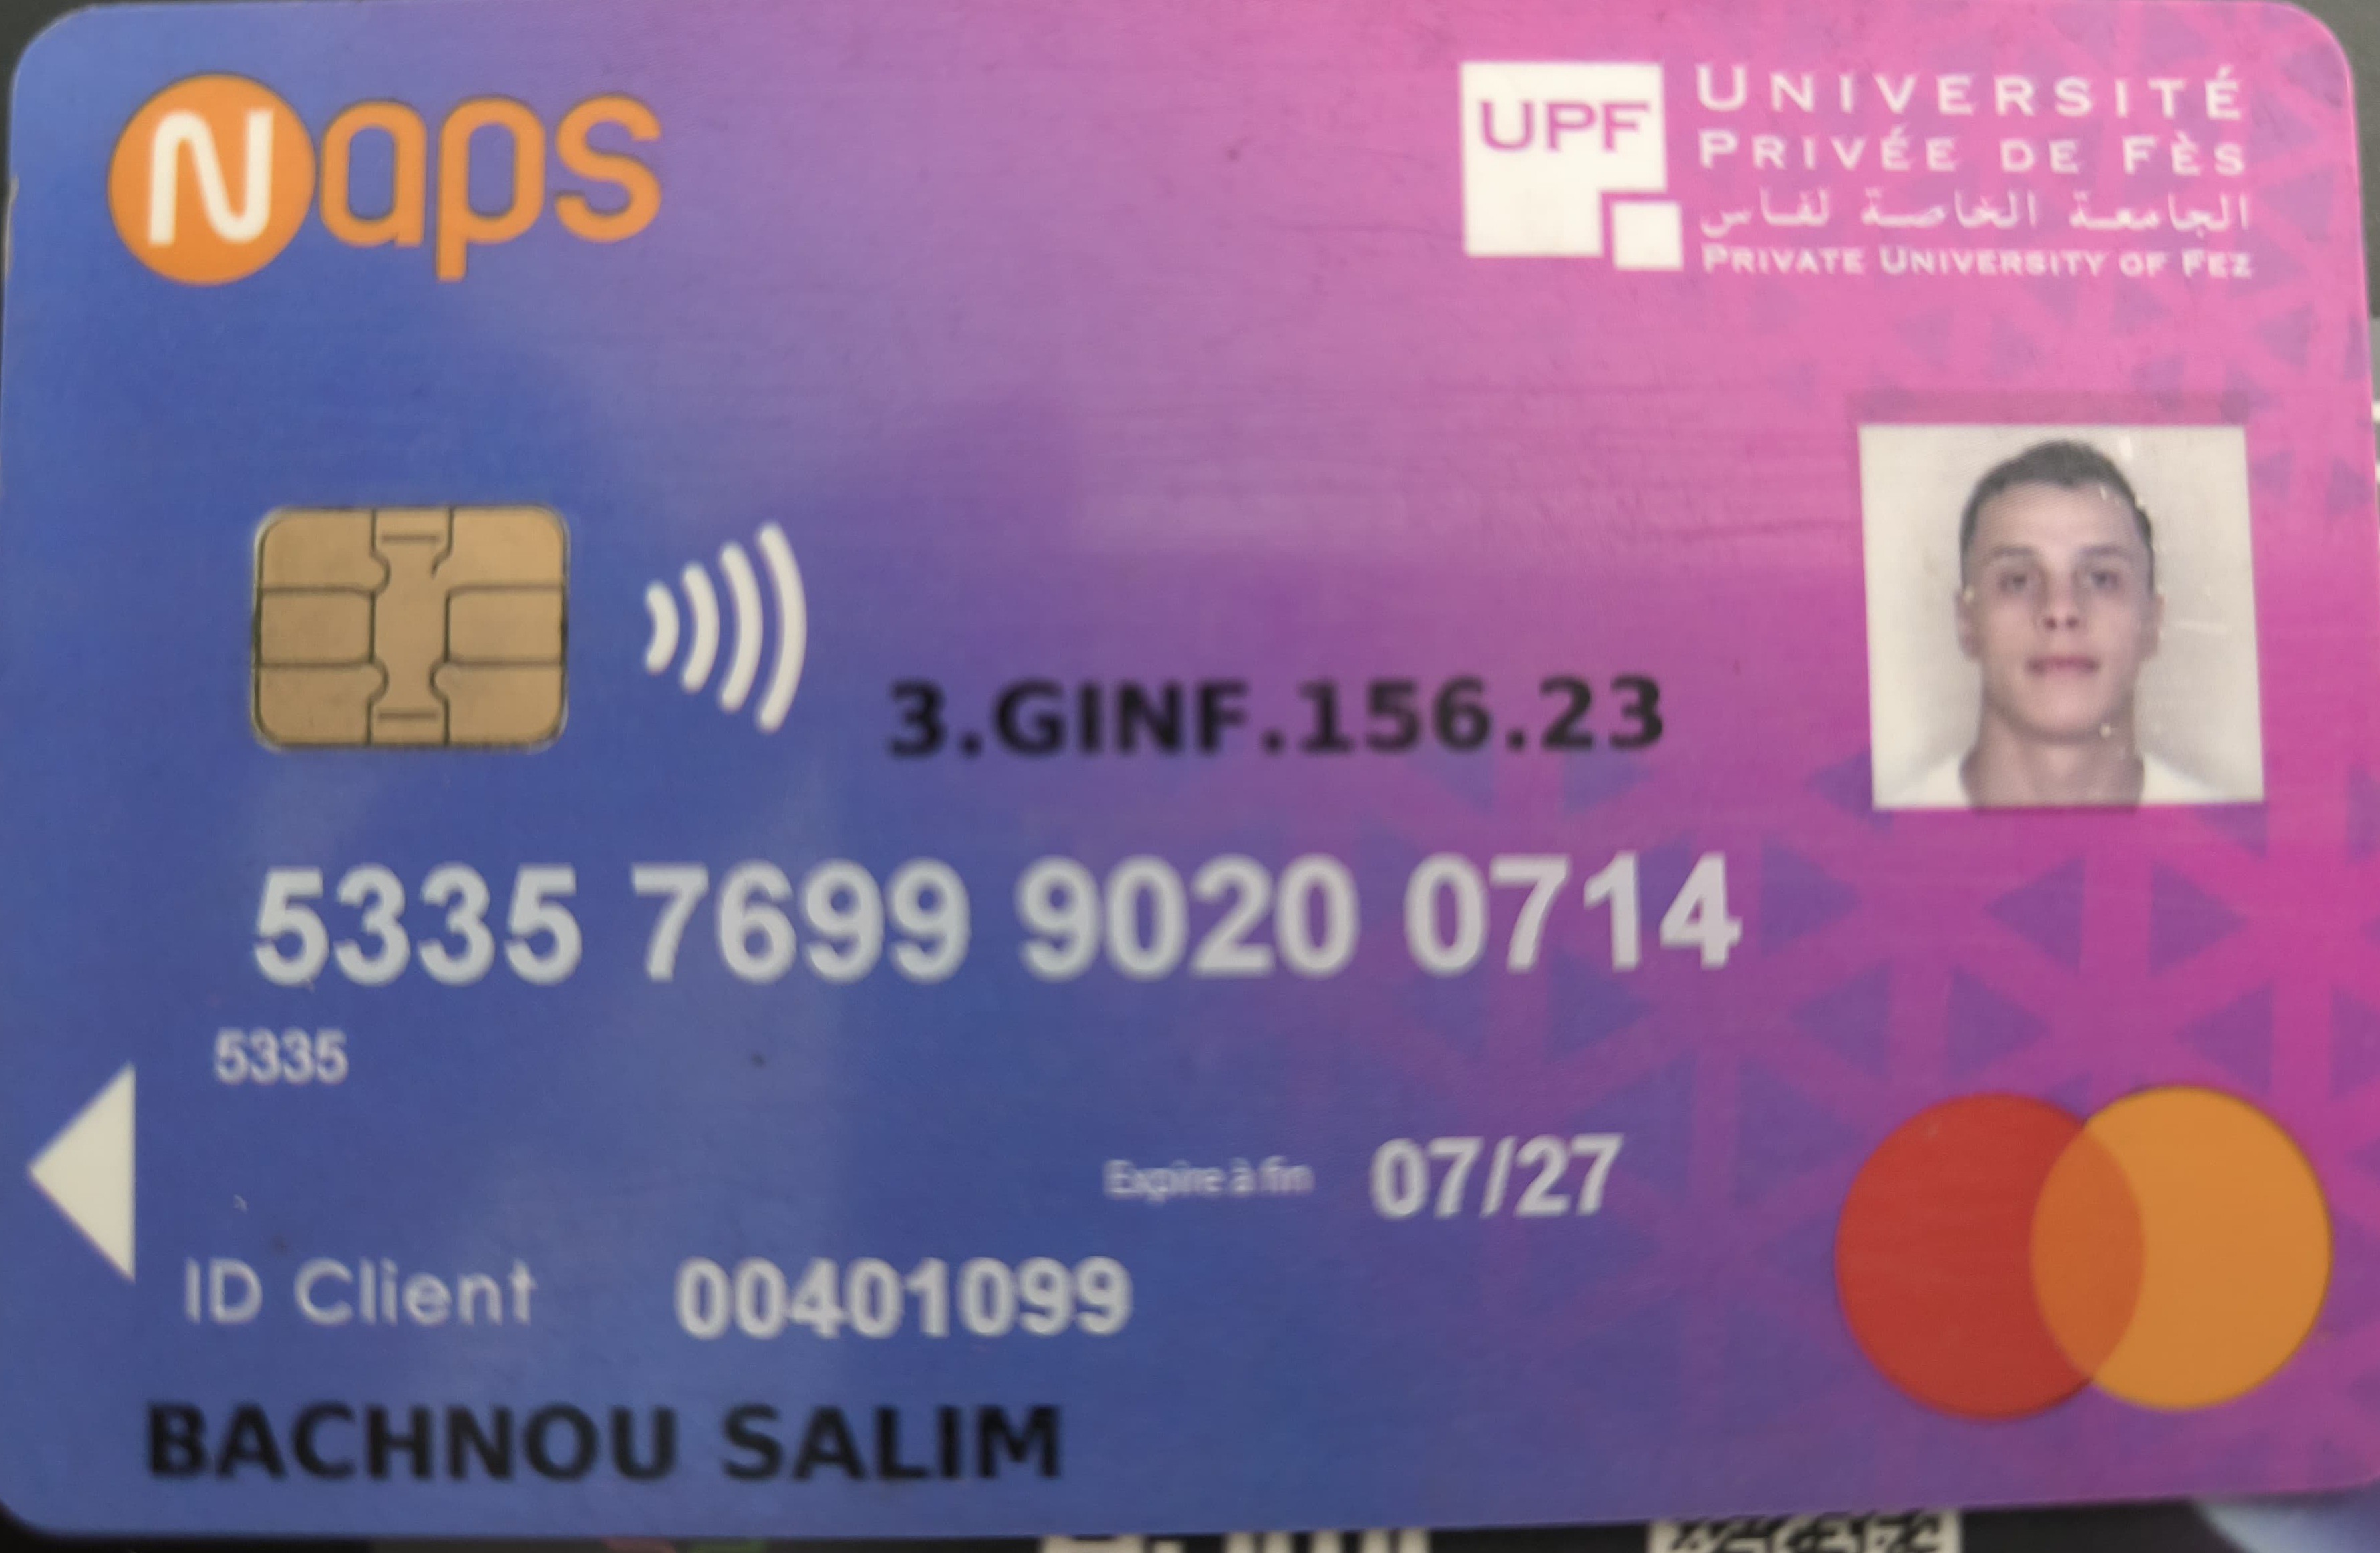 Naps
UPF
UNIVERSITÉ
PRIVÉE DE FÈS
الجامعة الخاصة لفاس
PRIVATE UNIVERSITY OF FEZ
3.GINF.156.23
5335 7699 9020 0714
5335
Expire à fin 07/27
ID Client 00401099
BACHNOU SALIM